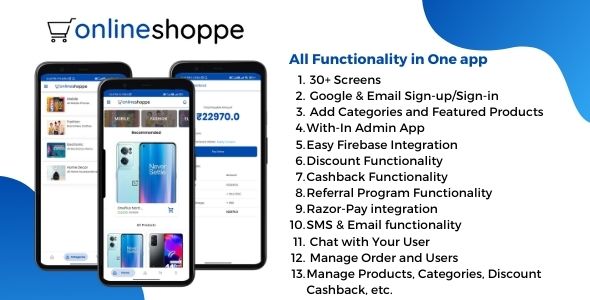 onlineshoppe
All Functionality in One app
1. 30+ Screens
2. Google & Email Sign-up/Sign-in
3. Add Categories and Featured Products
4. With-In Admin App
5. Easy Firebase Integration
6. Discount Functionality
7. Cashback Functionality
8. Referral Program Functionality
9. Razor-Pay integration
10. SMS & Email functionality
11. Chat with Your User
12. Manage Order and Users
13. Manage Products, Categories, Discount
Cashback, etc.
onlineshoppe
Mobile
Fashion
Electronic
Home Decor
onlineshoppe
MOBILE
FASHION
Recommended
Never
Settle
All Products
₹22970.0